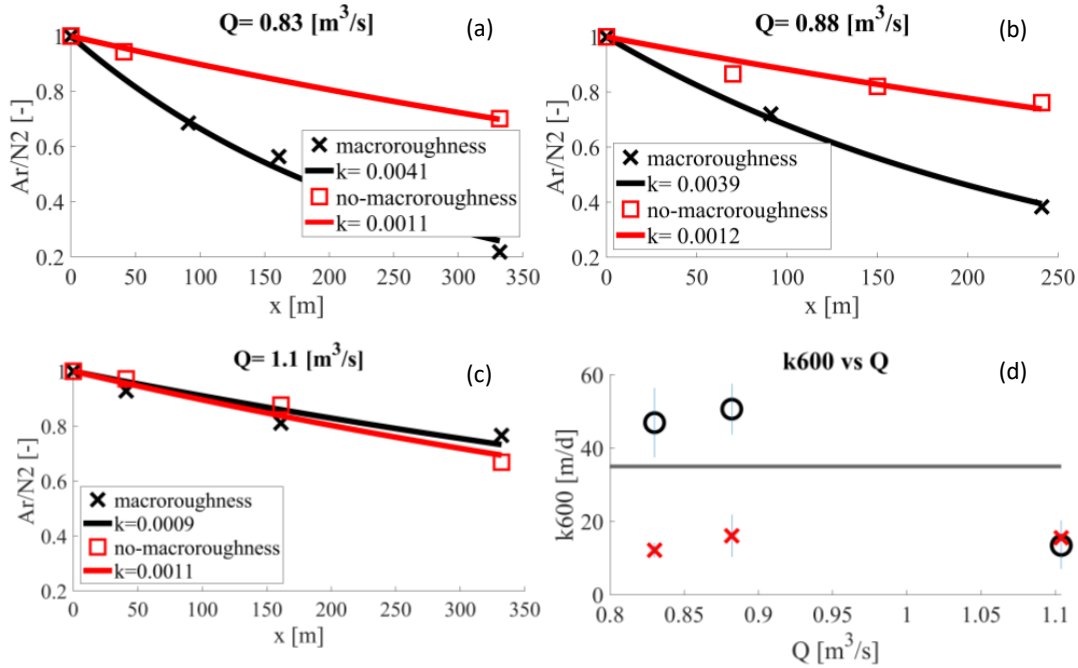 Q= 0.83 [m³/s]
(a)
1
0.8
0.6
0.4
0.2
Ar/N2 [-]
macroroughness
k= 0.0041
no-macroroughness
k= 0.0011
0 50 100 150 200 250 300 350
x [m]
Q= 0.88 [m³/s]
(b)
1
0.8
0.6
0.4
0.2
Ar/N2 [-]
macroroughness
k= 0.0039
no-macroroughness
k= 0.0012
0 50 100 150 200 250
x [m]
Q= 1.1 [m³/s]
(c)
1
0.8
0.6
0.4
0.2
Ar/N2 [-]
macroroughness
k=0.0009
no-macroroughness
k=0.0011
0 50 100 150 200 250 300 350
x [m]
k600 vs Q
(d)
60
40
20
0
k600 [m/d]
0.8 0.85 0.9 0.95 1 1.05 1.1
Q [m³/s]